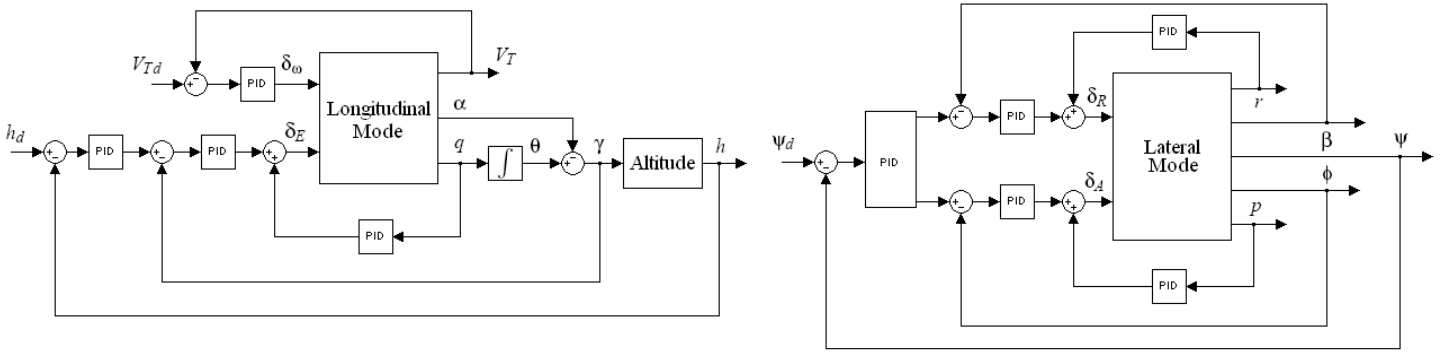 V_Td
PID
δ_ω
Longitudinal
Mode
V_T
α
h_d
PID
PID
δ_E
q
∫
θ
γ
Altitude
h
PID
PID
r
ψ_d
PID
PID
δ_R
Lateral
Mode
β
ψ
PID
δ_A
ϕ
p
PID